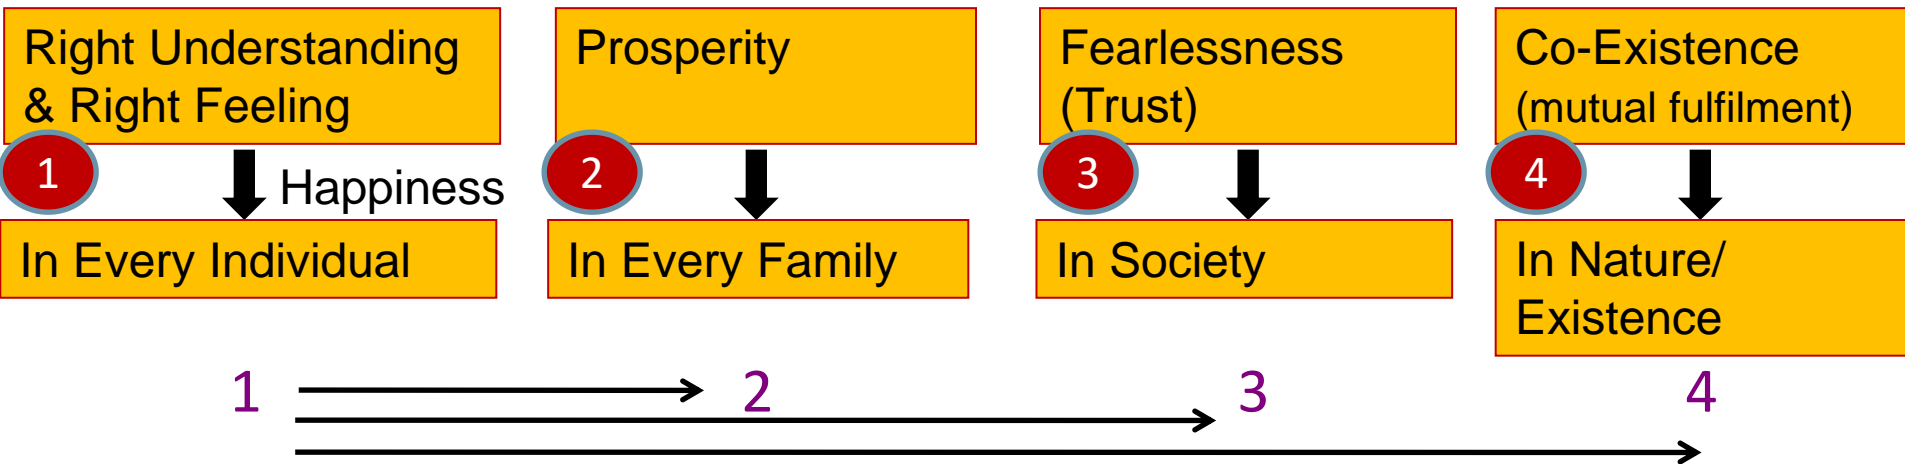 Right Understanding
& Right Feeling
1
Happiness
In Every Individual
Prosperity
2
In Every Family
Fearlessness
(Trust)
3
In Society
Co-Existence
(mutual fulfilment)
4
In Nature/
Existence
1
2
3
4